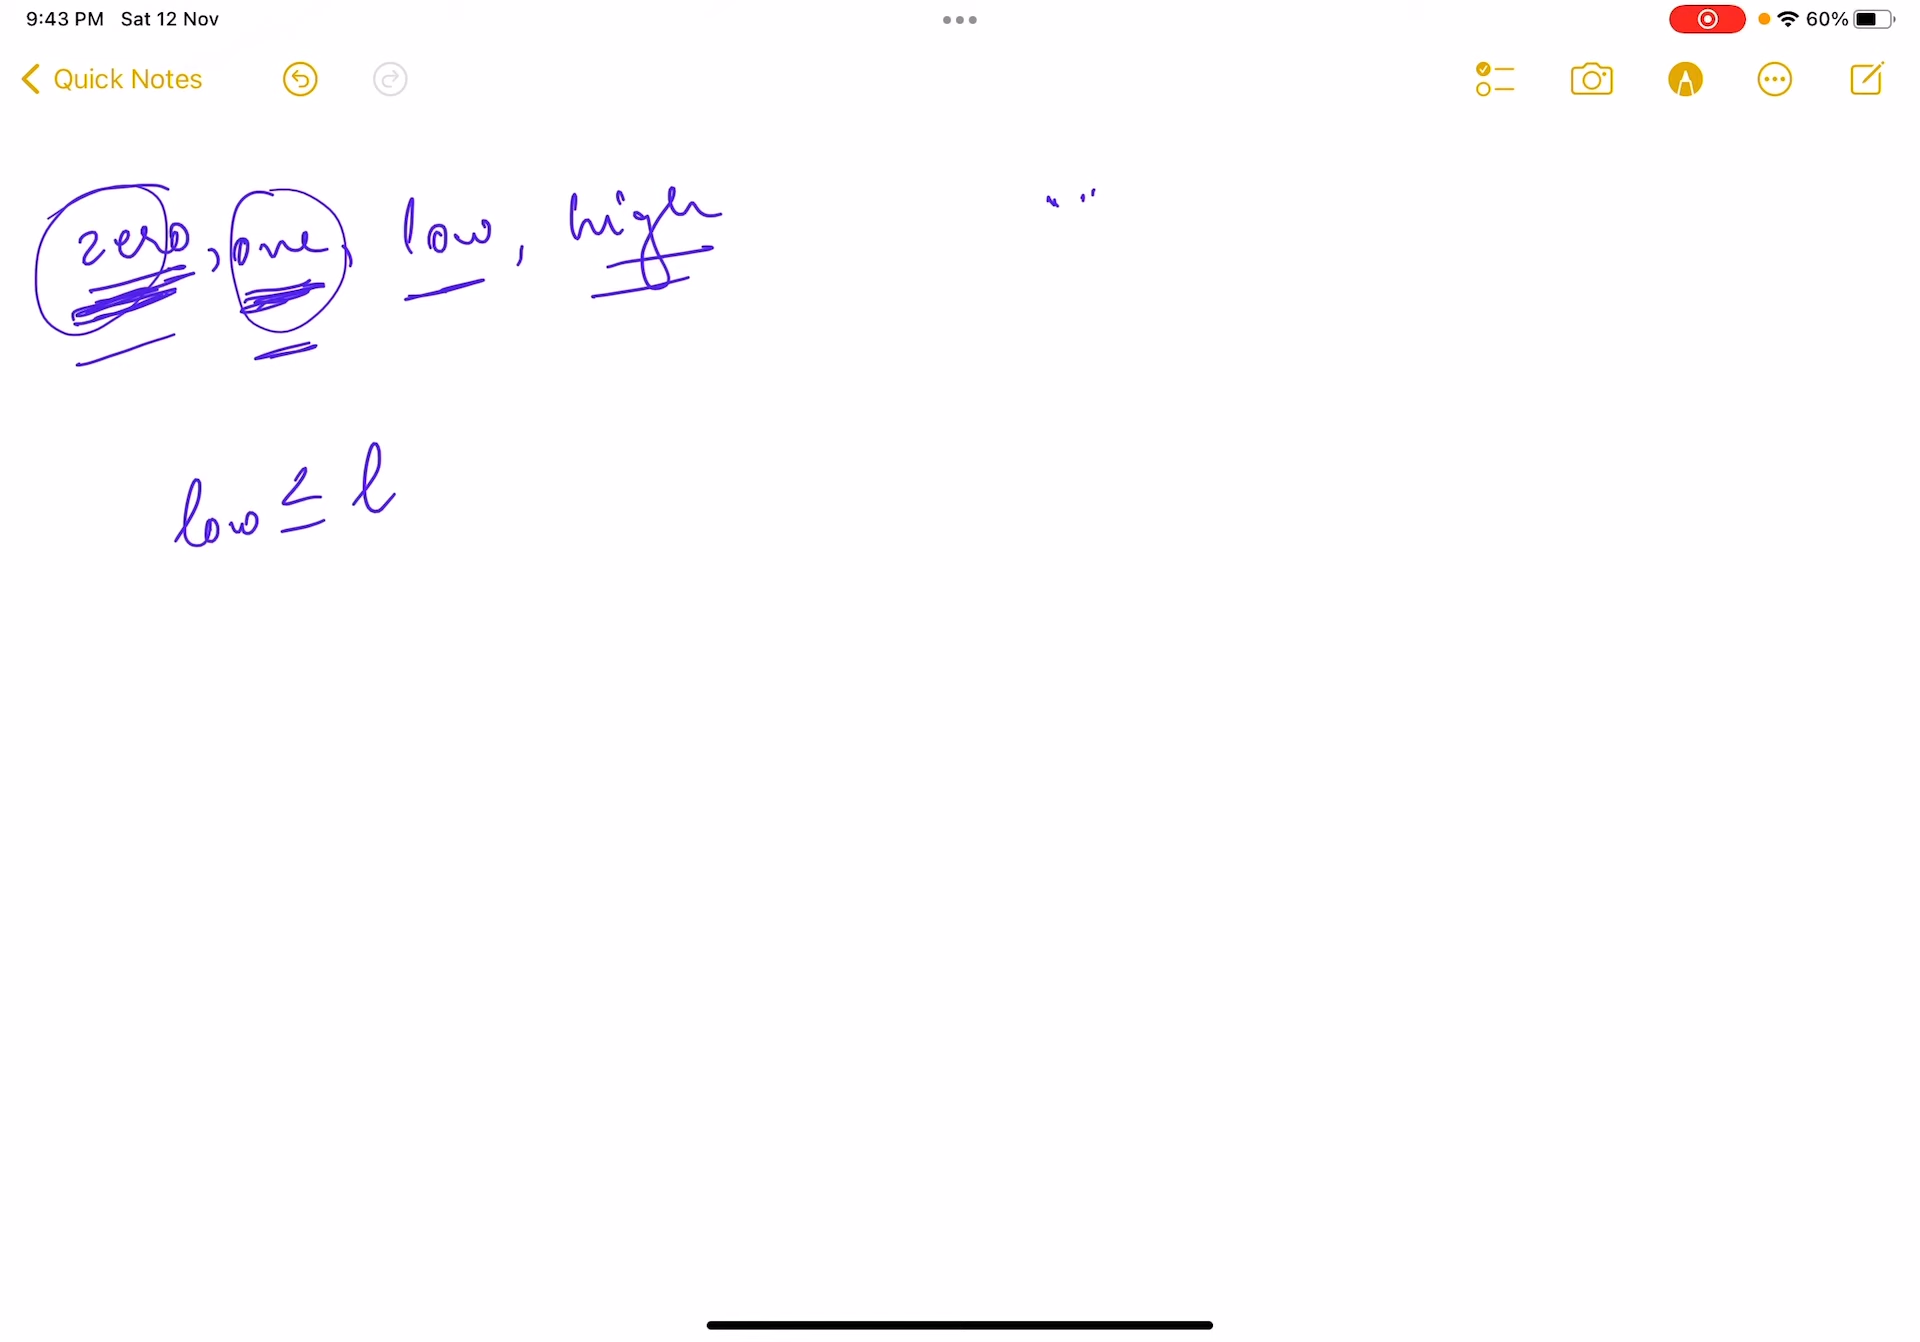 9:43 PM Sat 12 Nov
60%
Quick Notes
zero, one, low, high
" "
low ≤ l